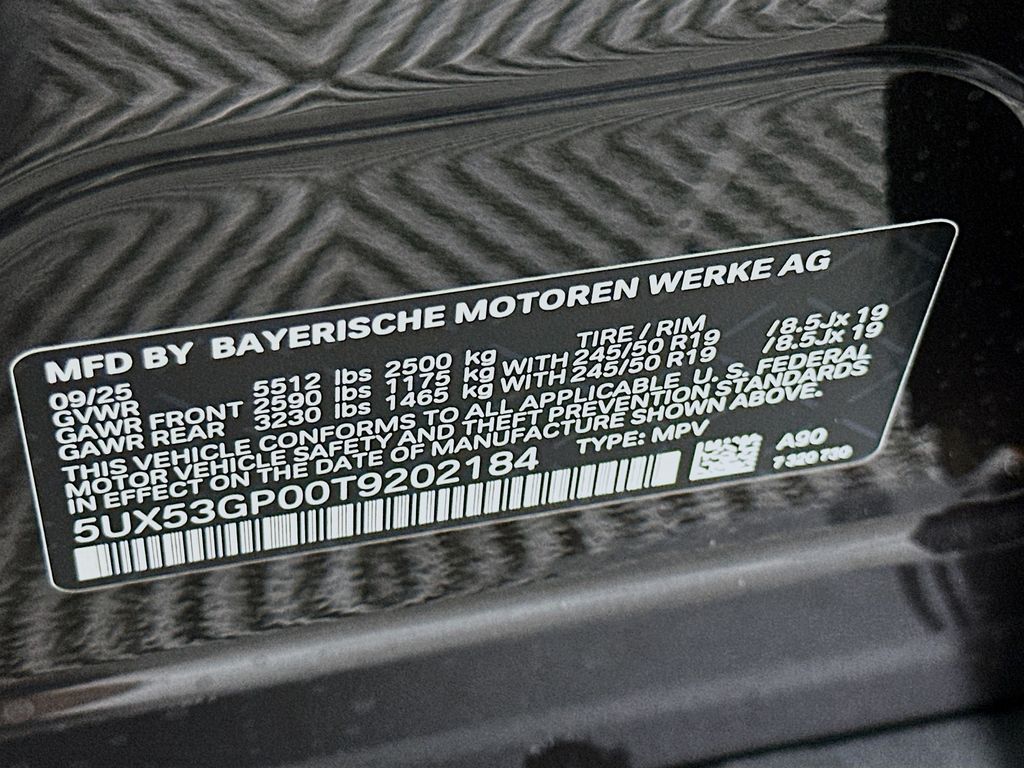 MFD BY BAYERISCHE MOTOREN WERKE AG
09/25 TIRE / RIM
GVWR 5512 lbs 2500 kg
GAWR FRONT 2590 lbs 1175 kg WITH 245/50 R19 /8.5Jx 19
GAWR REAR 3230 lbs 1465 kg WITH 245/50 R19 /8.5Jx 19
THIS VEHICLE CONFORMS TO ALL APPLICABLE U. S. FEDERAL
MOTOR VEHICLE SAFETY AND THEFT PREVENTION STANDARDS
IN EFFECT ON THE DATE OF MANUFACTURE SHOWN ABOVE.
5UX53GP00T9202184 TYPE: MPV
A90